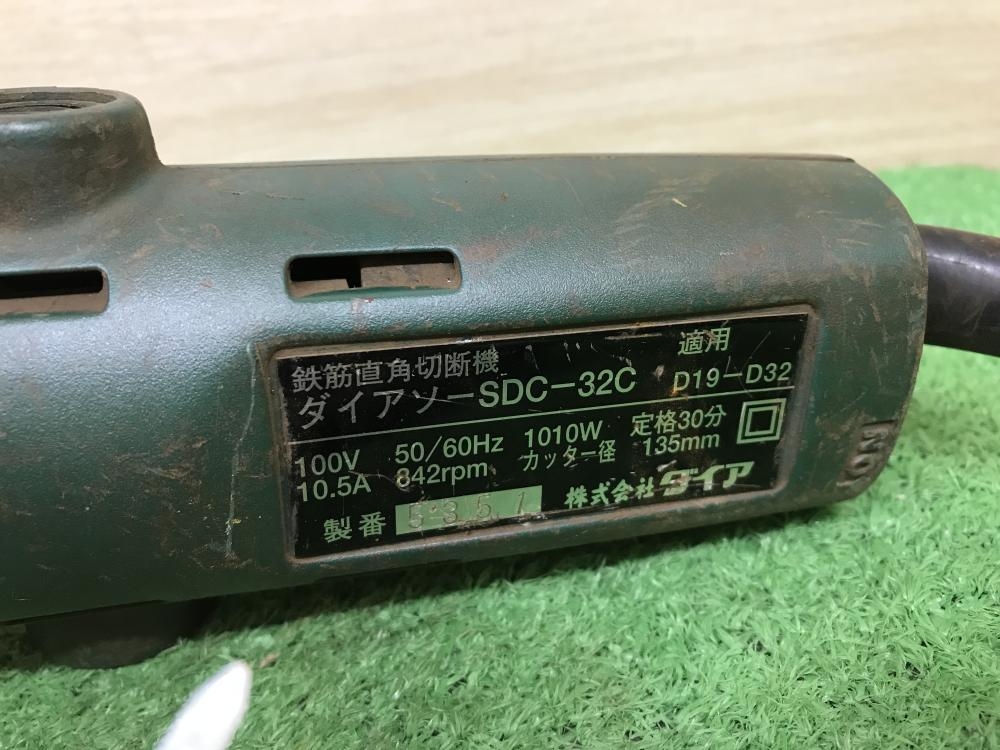 鉄筋直角切断機 適用
ダイアソーSDC-32C D19-D32
100V 50/60Hz 1010W 定格30分
10.5A 842rpm カッター径 135mm
製番 5351 株式会社ダイア